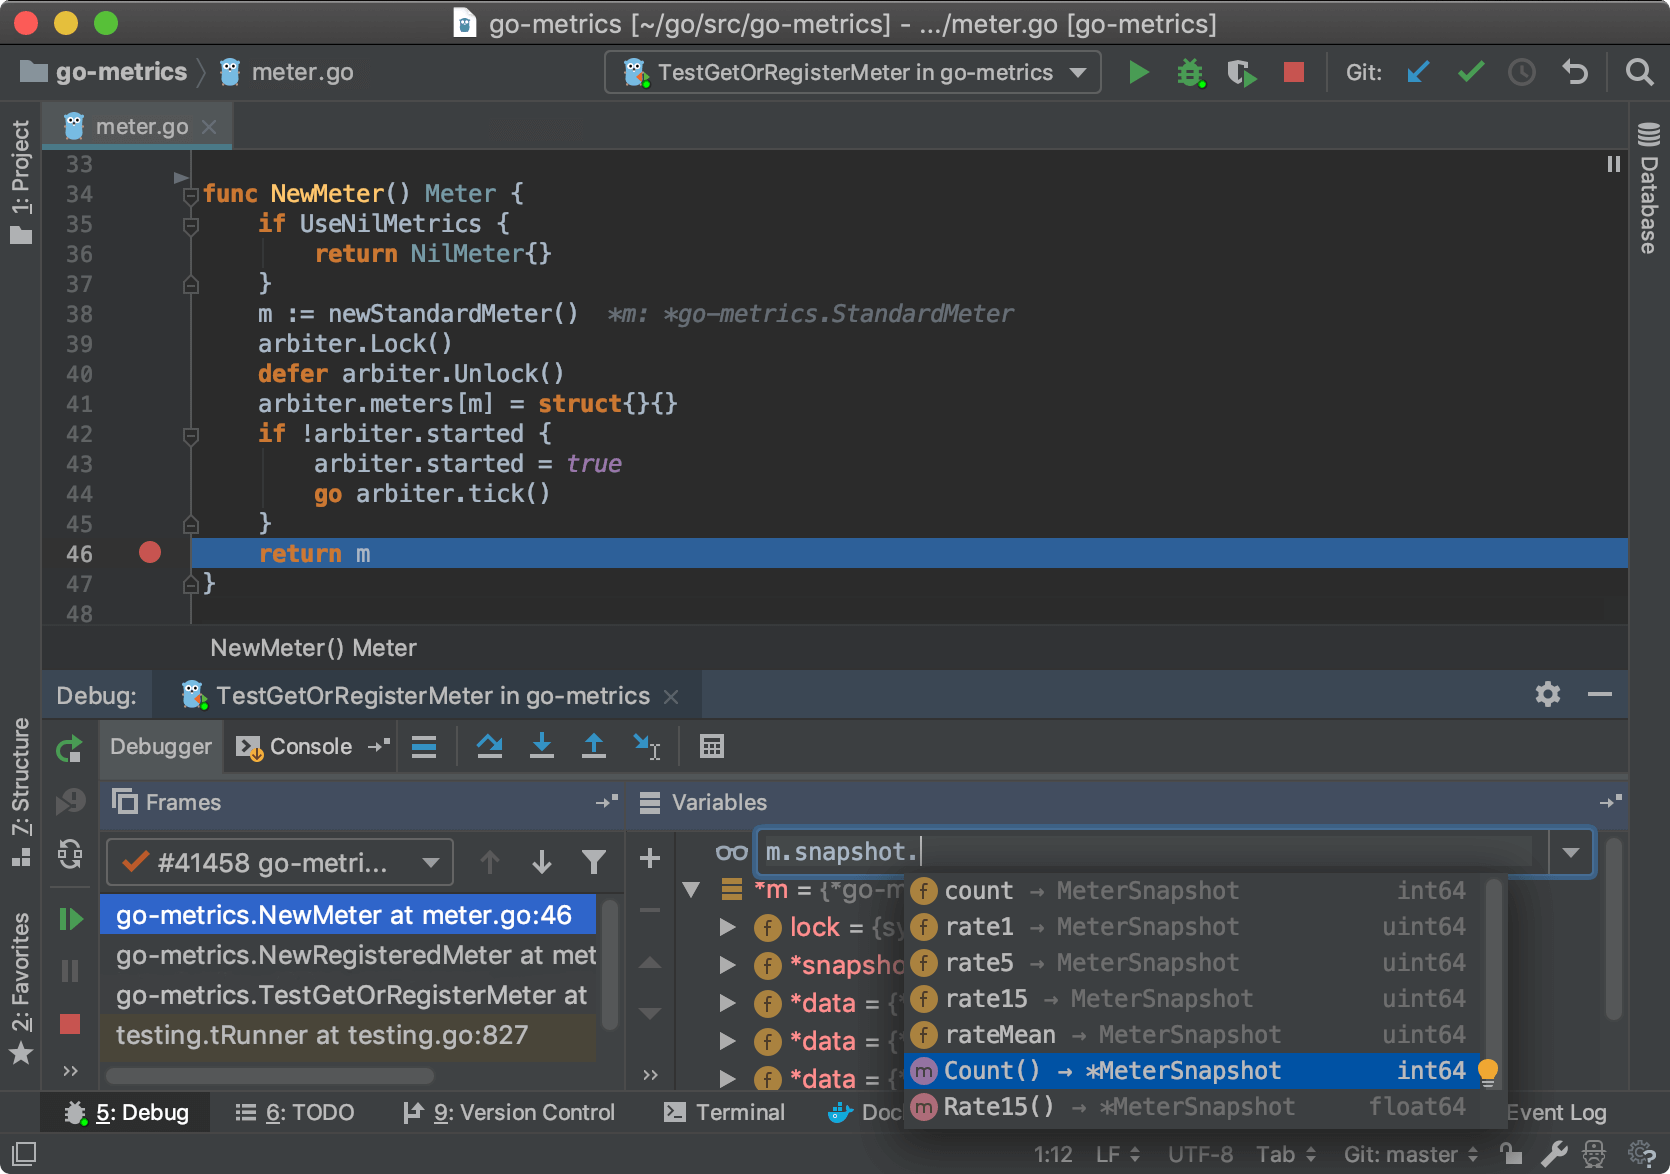 go-metrics [~/go/src/go-metrics] - .../meter.go [go-metrics]
go-metrics meter.go TestGetOrRegisterMeter in go-metrics Git:
meter.go
1: Project
Database
33
34 func NewMeter() Meter {
35 if UseNilMetrics {
36 return NilMeter{}
37 }
38 m := newStandardMeter() *m: *go-metrics.StandardMeter
39 arbiter.Lock()
40 defer arbiter.Unlock()
41 arbiter.meters[m] = struct{}{}
42 if !arbiter.started {
43 arbiter.started = true
44 go arbiter.tick()
45 }
46 return m
47 }
48
NewMeter() Meter
Debug: TestGetOrRegisterMeter in go-metrics
7: Structure
2: Favorites
Debugger Console
Frames
#41458 go-metri...
go-metrics.NewMeter at meter.go:46
go-metrics.NewRegisteredMeter at met
go-metrics.TestGetOrRegisterMeter at
testing.tRunner at testing.go:827
Variables
m.snapshot.
*m = {*go-m
lock = {sy
*snapsho
*data = {*
*data = {*
*data = {*
f count → MeterSnapshot int64
f rate1 → MeterSnapshot uint64
f rate5 → MeterSnapshot uint64
f rate15 → MeterSnapshot uint64
f rateMean → MeterSnapshot uint64
m Count() → *MeterSnapshot int64
m Rate15() → *MeterSnapshot float64
5: Debug 6: TODO 9: Version Control Terminal Doc Event Log
1:12 LF UTF-8 Tab Git: master